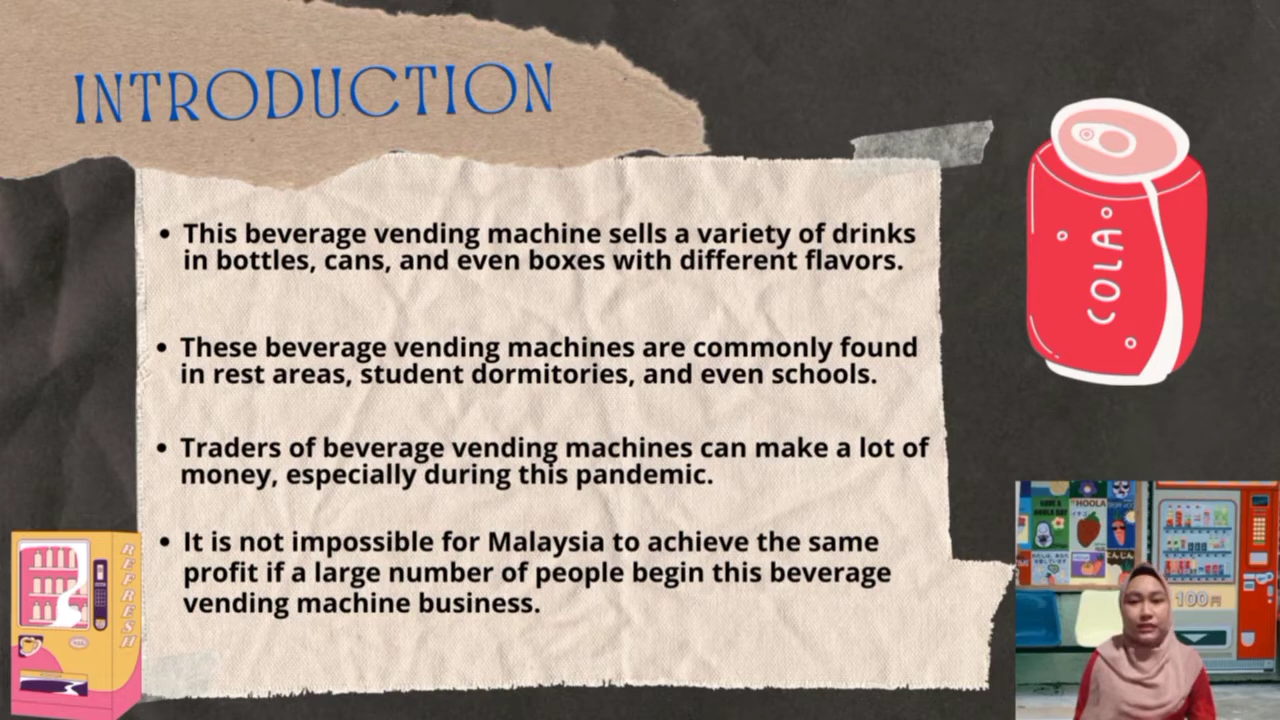 INTRODUCTION
• This beverage vending machine sells a variety of drinks
in bottles, cans, and even boxes with different flavors.
• These beverage vending machines are commonly found
in rest areas, student dormitories, and even schools.
• Traders of beverage vending machines can make a lot of
money, especially during this pandemic.
• It is not impossible for Malaysia to achieve the same
profit if a large number of people begin this beverage
vending machine business.
COLA
REFRESH
HOOLA
100円